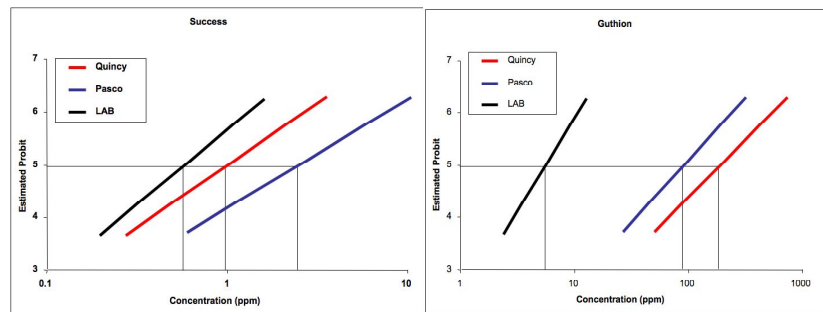 Success
7
6
5
4
3
Estimated Probit
Quincy
Pasco
LAB
0.1
1
10
Concentration (ppm)
Guthion
7
6
5
4
3
Estimated Probit
Quincy
Pasco
LAB
1
10
100
1000
Concentration (ppm)